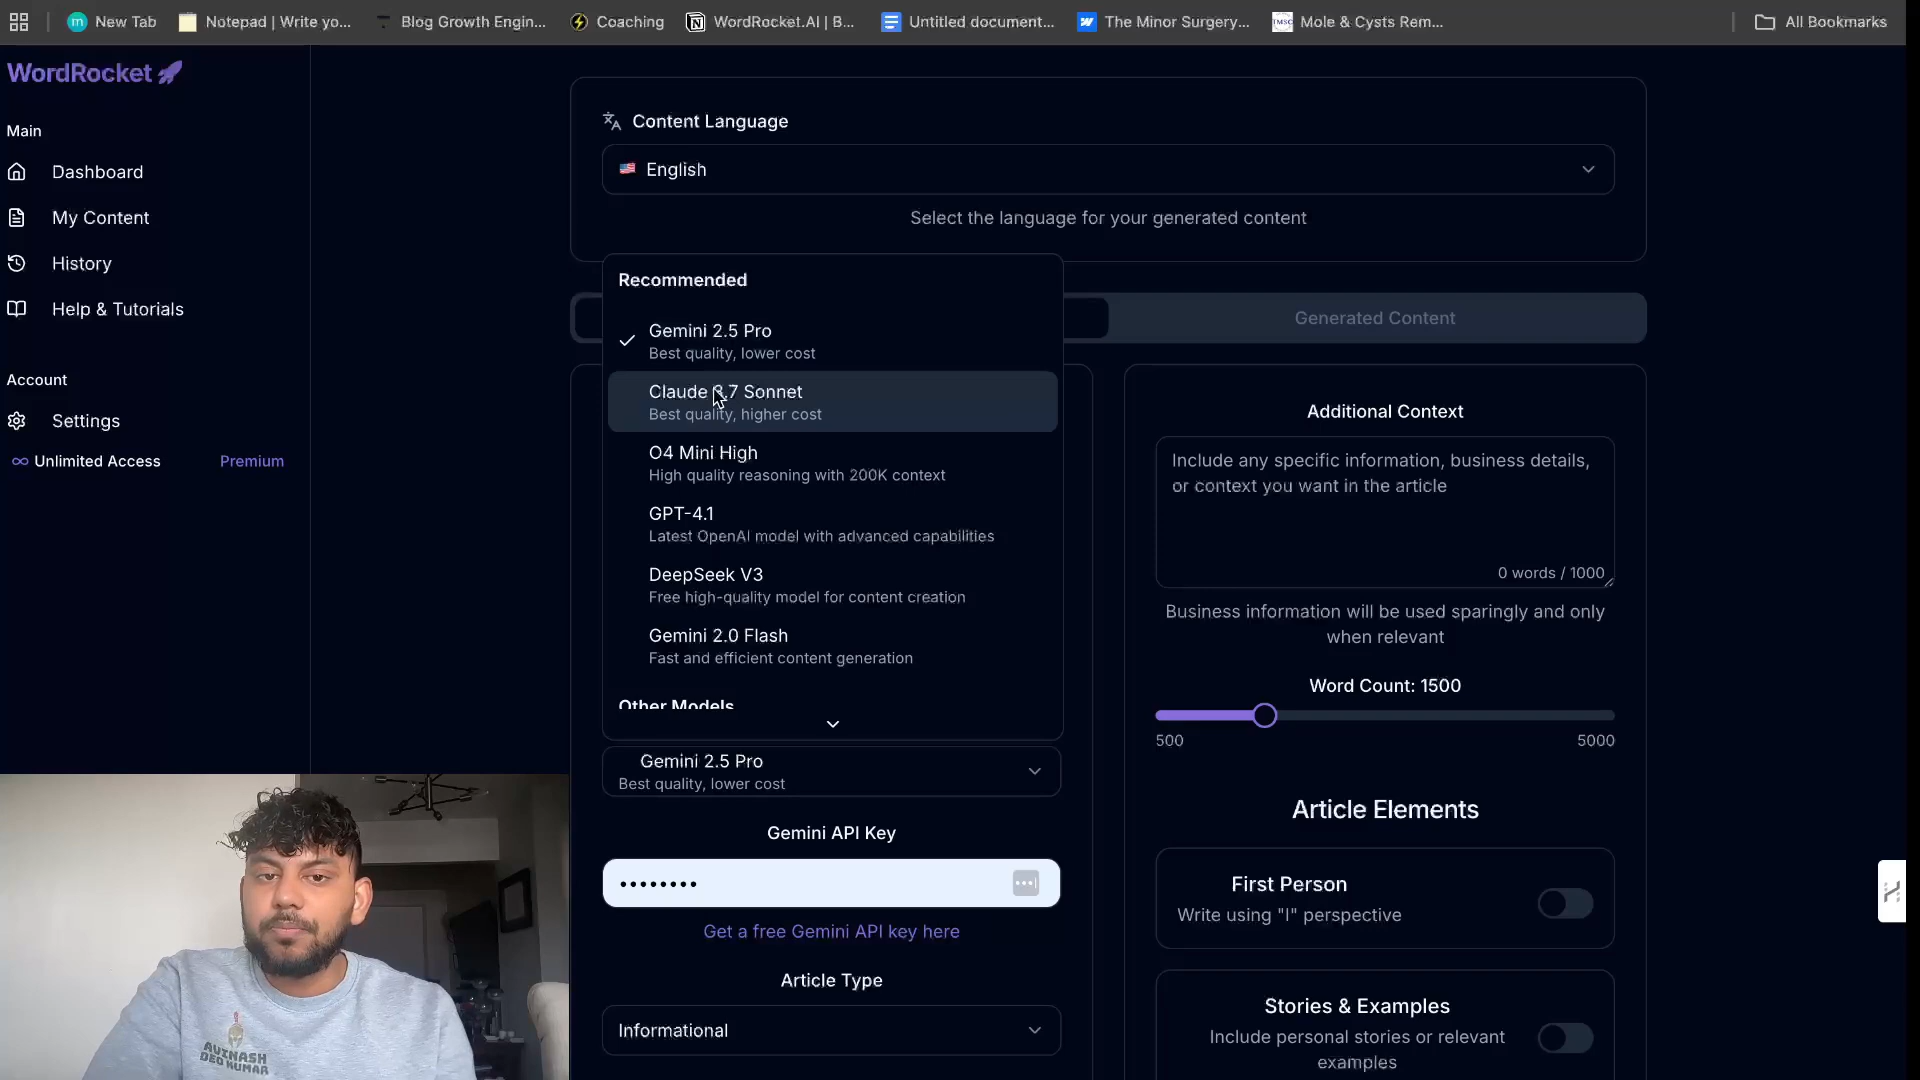 New Tab
Notepad | Write yo...
Blog Growth Engin...
Coaching
WordRocket.AI | B...
Untitled document...
The Minor Surgery...
Mole & Cysts Rem...
All Bookmarks
WordRocket
Main
Dashboard
My Content
History
Help & Tutorials
Account
Settings
Unlimited Access
Premium
Content Language
English
Select the language for your generated content
Generated Content
Recommended
Gemini 2.5 Pro
Best quality, lower cost
Claude 3.7 Sonnet
Best quality, higher cost
O4 Mini High
High quality reasoning with 200K context
GPT-4.1
Latest OpenAI model with advanced capabilities
DeepSeek V3
Free high-quality model for content creation
Gemini 2.0 Flash
Fast and efficient content generation
Other Models
Gemini 2.5 Pro
Best quality, lower cost
Gemini API Key
••••••••
Get a free Gemini API key here
Article Type
Informational
Additional Context
Include any specific information, business details,
or context you want in the article
0 words / 1000
Business information will be used sparingly and only
when relevant
Word Count: 1500
500
5000
Article Elements
First Person
Write using "I" perspective
Stories & Examples
Include personal stories or relevant
examples
AVINASH
DEO KUMAR